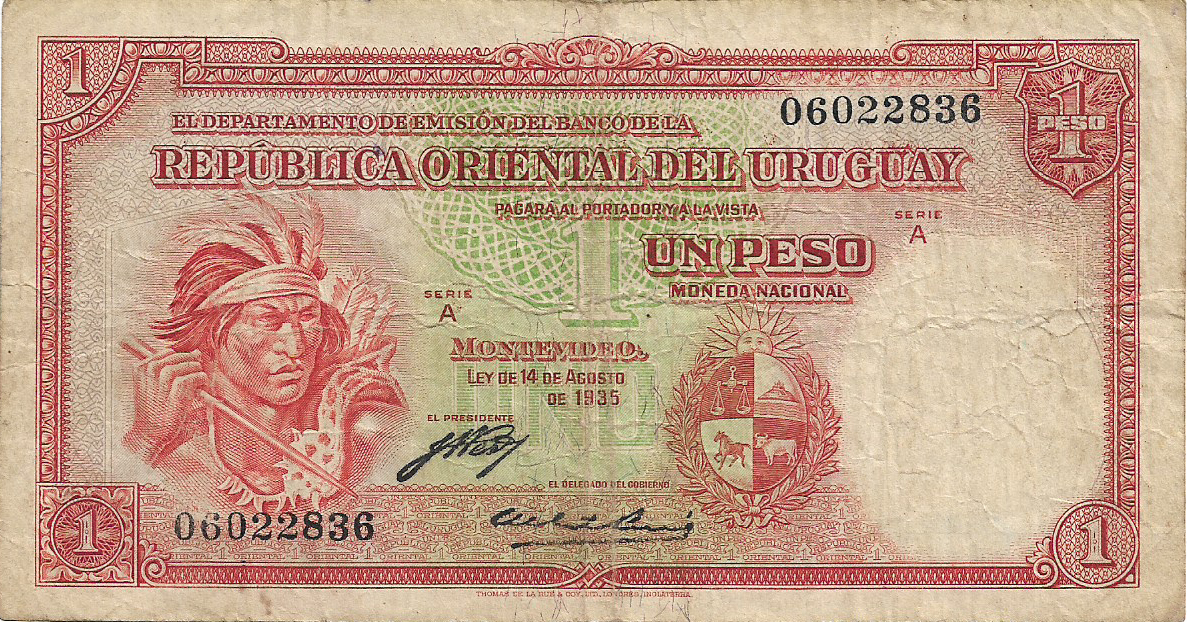 1
06022836
1
PESO
EL DEPARTAMENTO DE EMISIÓN DEL BANCO DE LA
REPÚBLICA ORIENTAL DEL URUGUAY
PAGARÁ AL PORTADOR Y A LA VISTA
SERIE
A
1
UN PESO
MONEDA NACIONAL
SERIE
A
MONTEVIDEO,
LEY DE 14 DE AGOSTO
DE 1935
UNO
EL PRESIDENTE
EL DELEGADO DEL GOBIERNO
06022836
1
1
THOMAS DE LA RUE & COY. LTD. LONDRES/INGLATERRA.